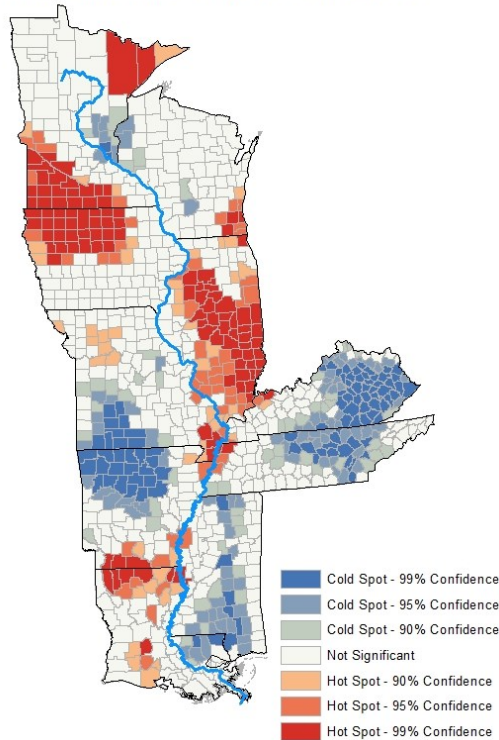 Cold Spot - 99% Confidence
Cold Spot - 95% Confidence
Cold Spot - 90% Confidence
Not Significant
Hot Spot - 90% Confidence
Hot Spot - 95% Confidence
Hot Spot - 99% Confidence